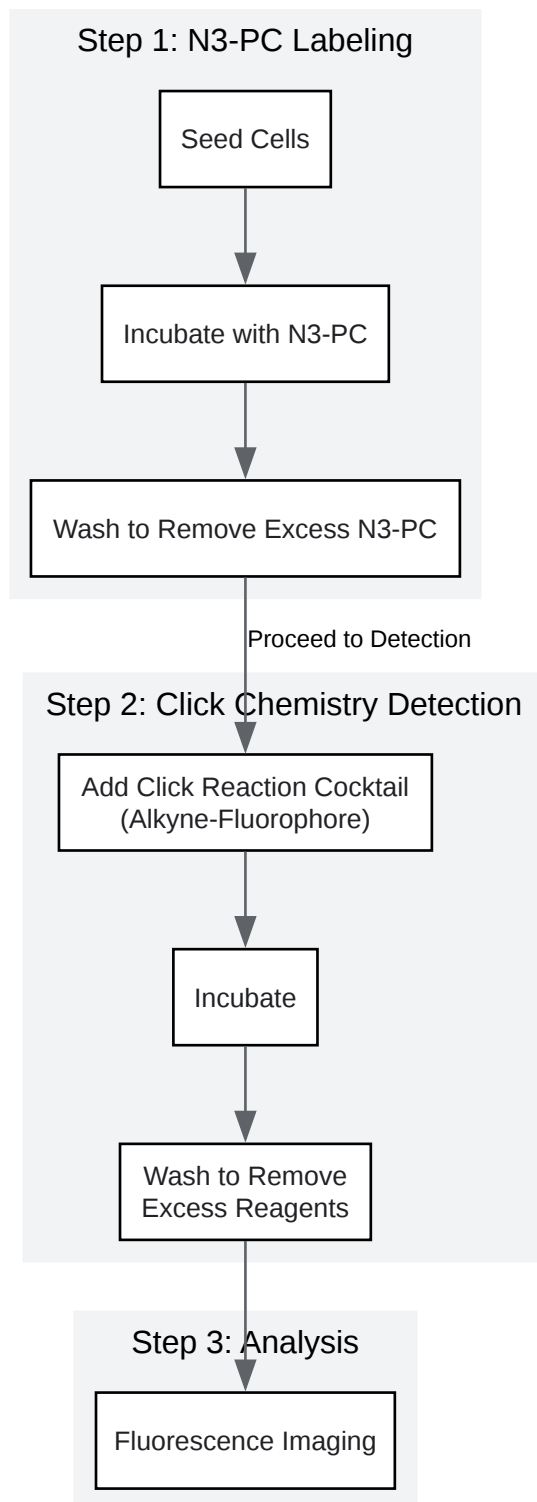 Step 1: N3-PC Labeling
Seed Cells
Incubate with N3-PC
Wash to Remove Excess N3-PC
Proceed to Detection
Step 2: Click Chemistry Detection
Add Click Reaction Cocktail
(Alkyne-Fluorophore)
Incubate
Wash to Remove
Excess Reagents
Step 3: Analysis
Fluorescence Imaging